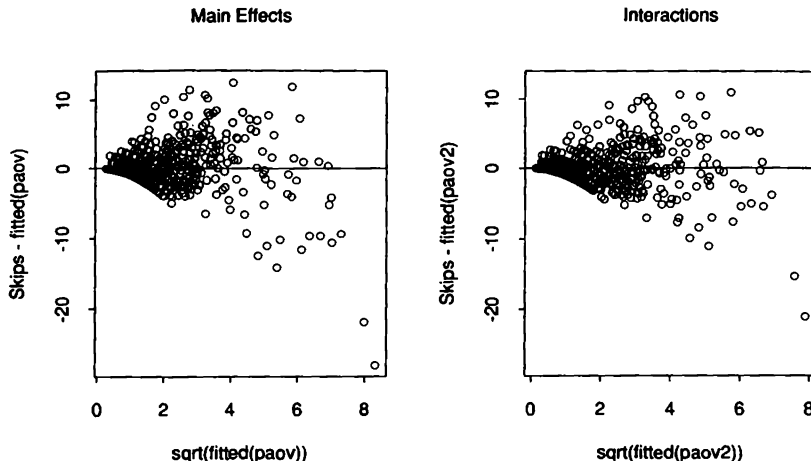 Main Effects
Skips - fitted(paov)
10
0
-10
-20
0 2 4 6 8
sqrt(fitted(paov))
Interactions
Skips - fitted(paov2)
10
0
-10
-20
0 2 4 6 8
sqrt(fitted(paov2))